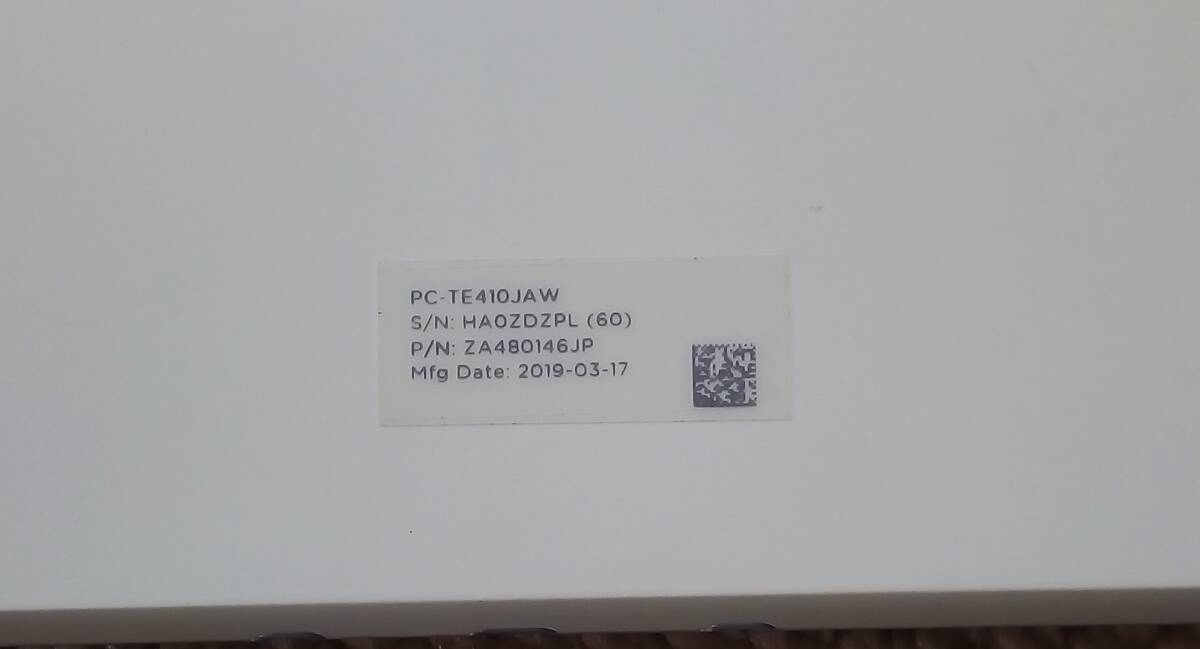 PC-TE410JAW
S/N: HA0ZDZPL (60)
P/N: ZA480146JP
Mfg Date: 2019-03-17